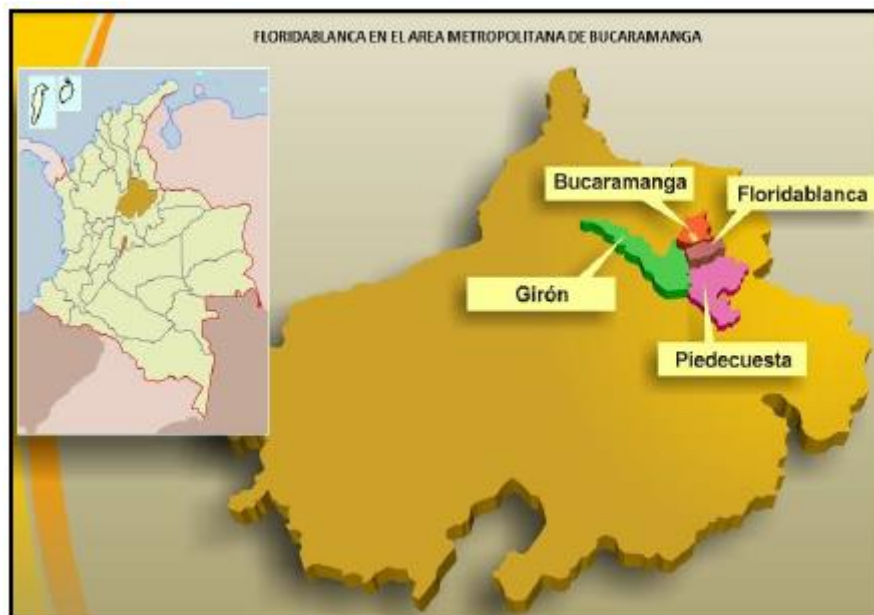 FLORIDABLANCA EN EL AREA METROPOLITANA DE BUCARAMANGA
Bucaramanga
Floridablanca
Girón
Piedecuesta